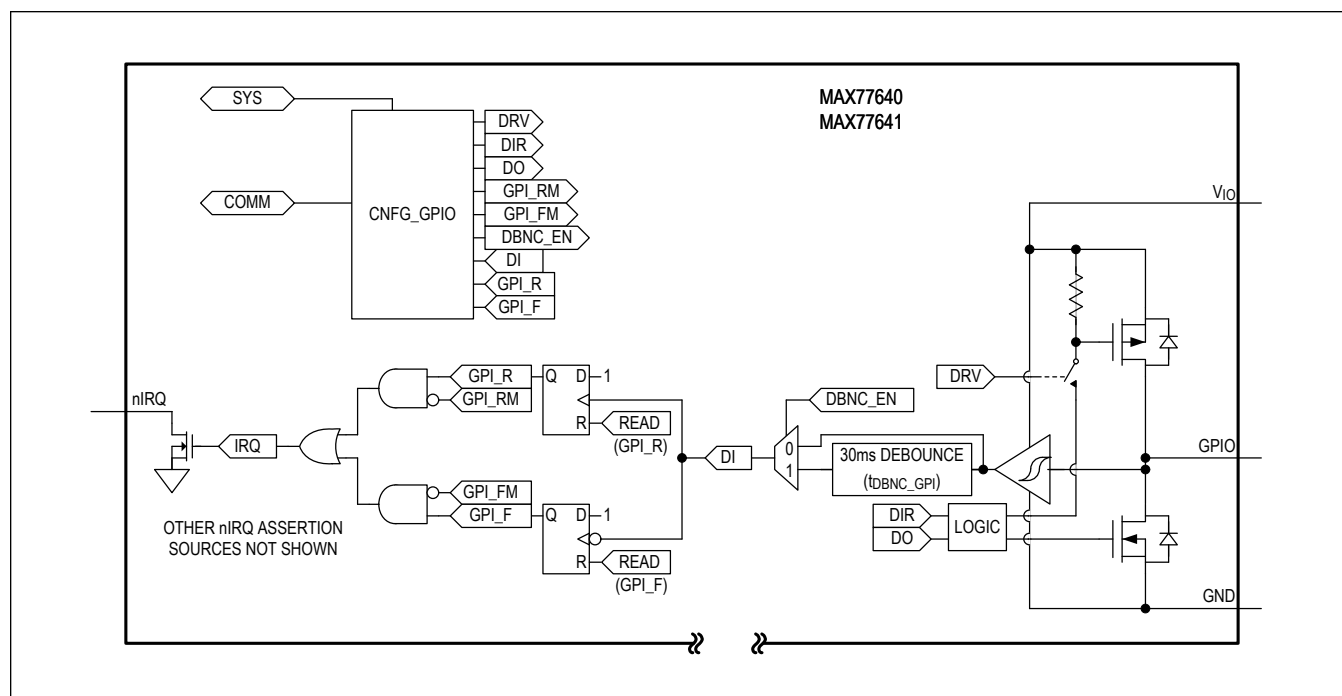 MAX77640
MAX77641
SYS
COMM
CNFG_GPIO
DRV
DIR
DO
GPI_RM
GPI_FM
DBNC_EN
DI
GPI_R
GPI_F
VIO
DRV
GPIO
GND
nIRQ
IRQ
GPI_R
GPI_RM
Q
D
1
R
READ
(GPI_R)
GPI_FM
GPI_F
Q
D
1
R
READ
(GPI_F)
DI
DBNC_EN
0
1
30ms DEBOUNCE
(tDBNC_GPI)
DIR
DO
LOGIC
OTHER nIRQ ASSERTION
SOURCES NOT SHOWN